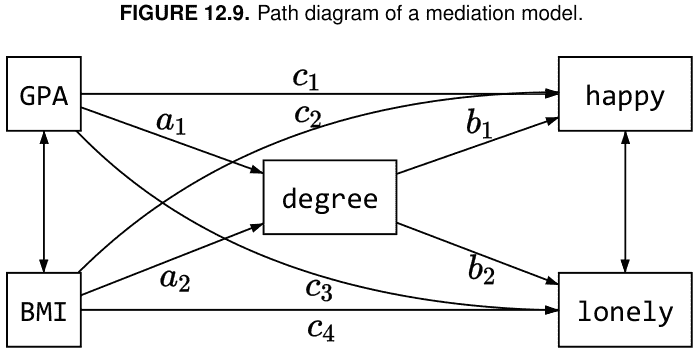 FIGURE 12.9. Path diagram of a mediation model.
GPA
c1
happy
c2
a1
b1
degree
a2
b2
c3
BMI
lonely
c4